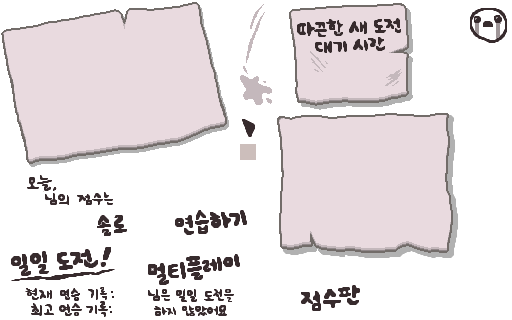 따끈한 새 도전
대기 시간
오늘,
님의 점수는
솔로
연습하기
일일 도전!
멀티플레이
현재 연승 기록:
최고 연승 기록:
님은 일일 도전을
하지 않았어요
점수판